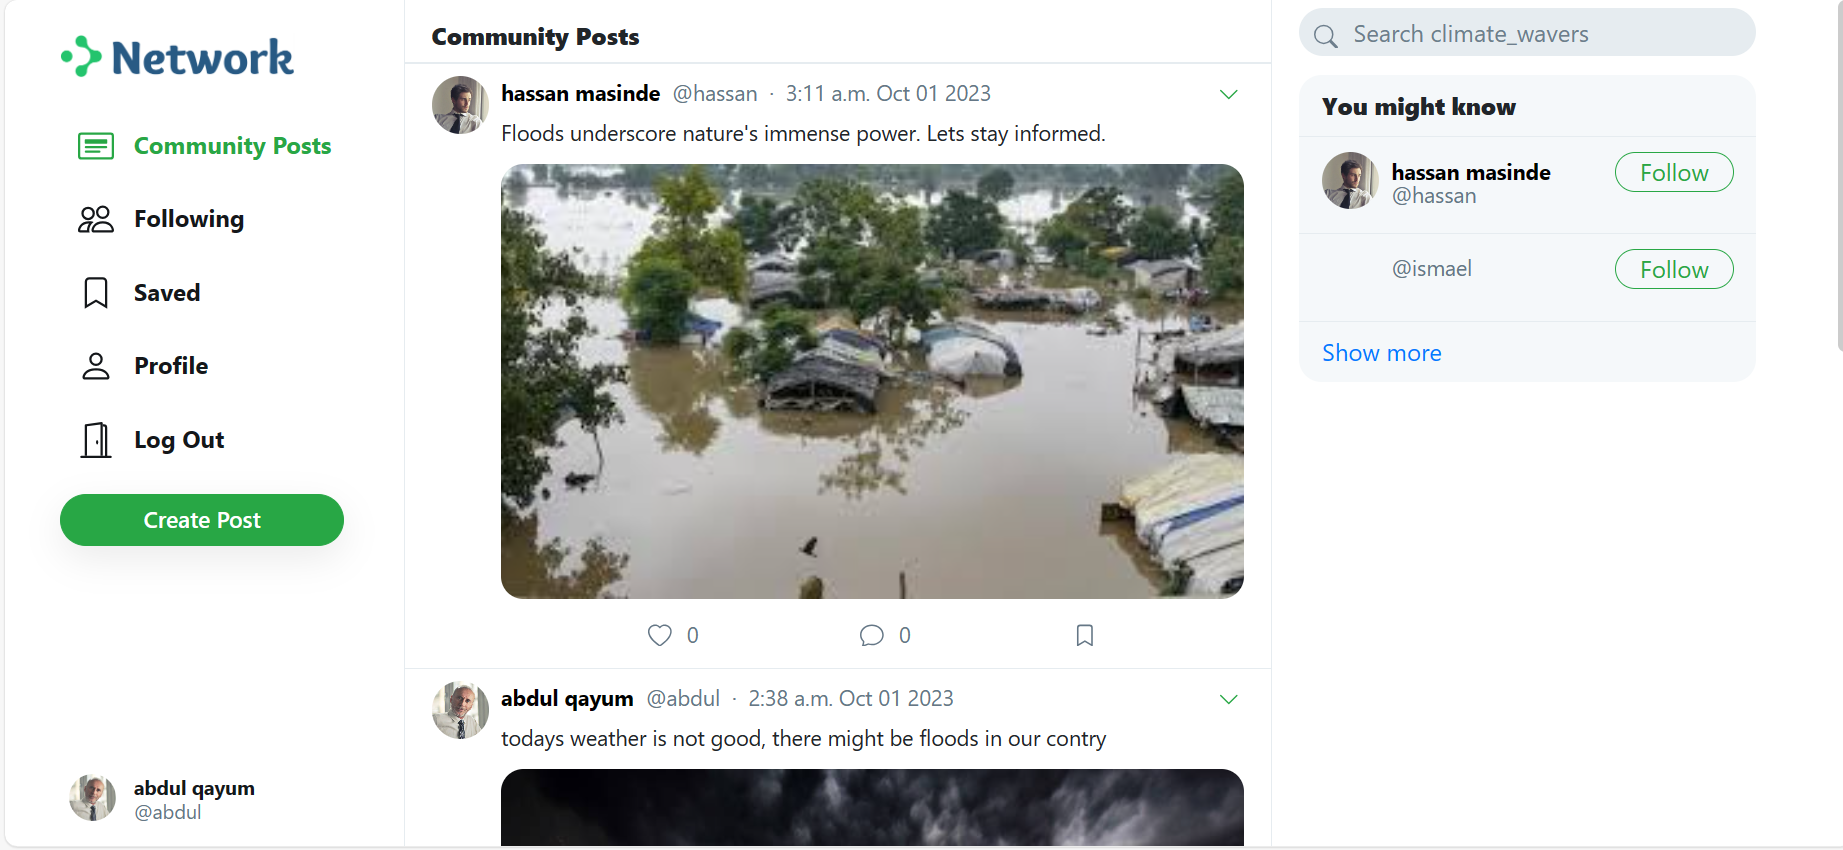 Network
Community Posts
Following
Saved
Profile
Log Out
Create Post
abdul qayum
@abdul
Community Posts
hassan masinde @hassan · 3:11 a.m. Oct 01 2023
Floods underscore nature's immense power. Lets stay informed.
0 0
abdul qayum @abdul · 2:38 a.m. Oct 01 2023
todays weather is not good, there might be floods in our contry
Search climate_wavers
You might know
hassan masinde
@hassan
Follow
@ismael
Follow
Show more